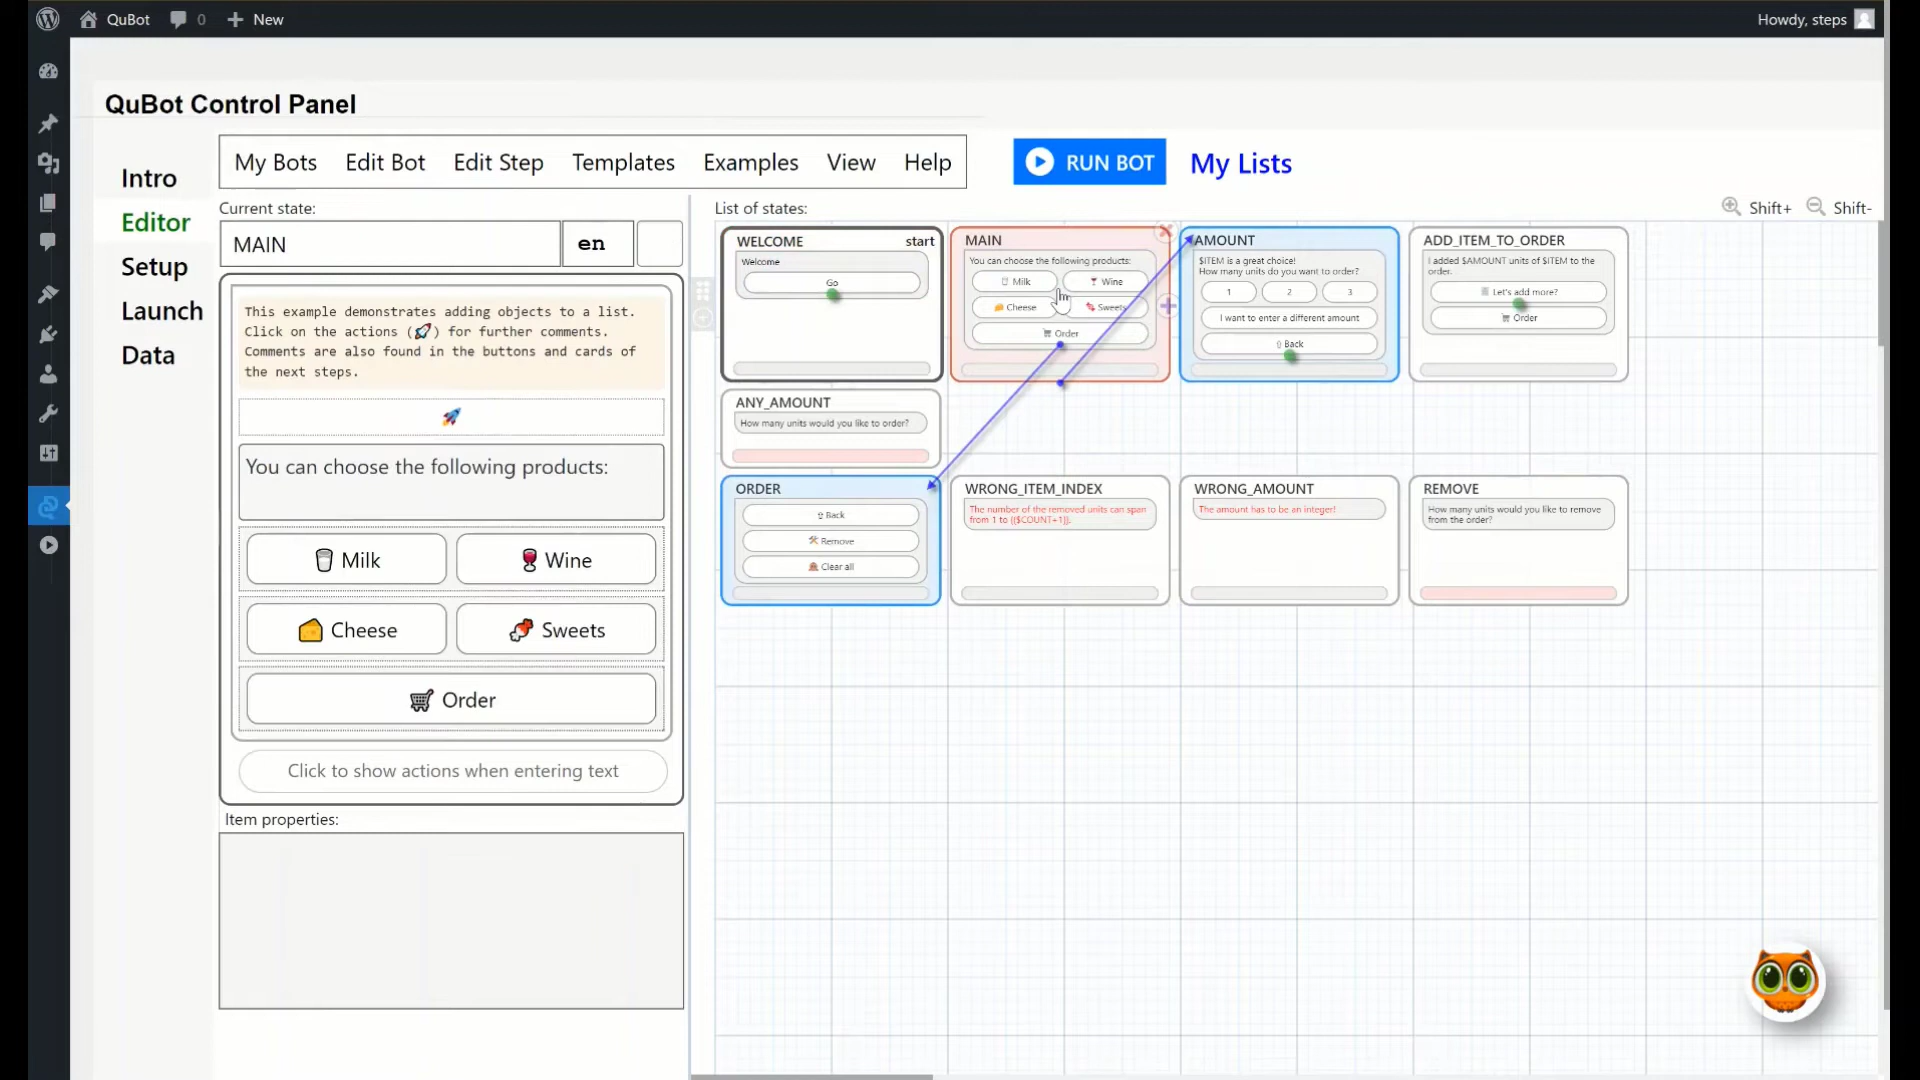 QuBot
0
New
Howdy, steps
QuBot Control Panel
Intro
Editor
Setup
Launch
Data
My Bots
Edit Bot
Edit Step
Templates
Examples
View
Help
RUN BOT
My Lists
Current state:
MAIN
en
This example demonstrates adding objects to a list.
Click on the actions (🚀) for further comments.
Comments are also found in the buttons and cards of
the next steps.
You can choose the following products:
Milk
Wine
Cheese
Sweets
Order
Click to show actions when entering text
Item properties:
List of states:
Shift+
Shift-
WELCOME
start
Welcome
Go
MAIN
You can choose the following products:
Milk
Wine
Cheese
Sweets
Order
AMOUNT
$ITEM is a great choice!
How many units do you want to order?
1
2
3
I want to enter a different amount
⇧Back
ADD_ITEM_TO_ORDER
I added $AMOUNT units of $ITEM to the
order.
Let's add more?
Order
ANY_AMOUNT
How many units would you like to order?
ORDER
⇧Back
Remove
Clear all
WRONG_ITEM_INDEX
The number of the removed units can span
from 1 to {{$COUNT+1}}.
WRONG_AMOUNT
The amount has to be an integer!
REMOVE
How many units would you like to remove
from the order?